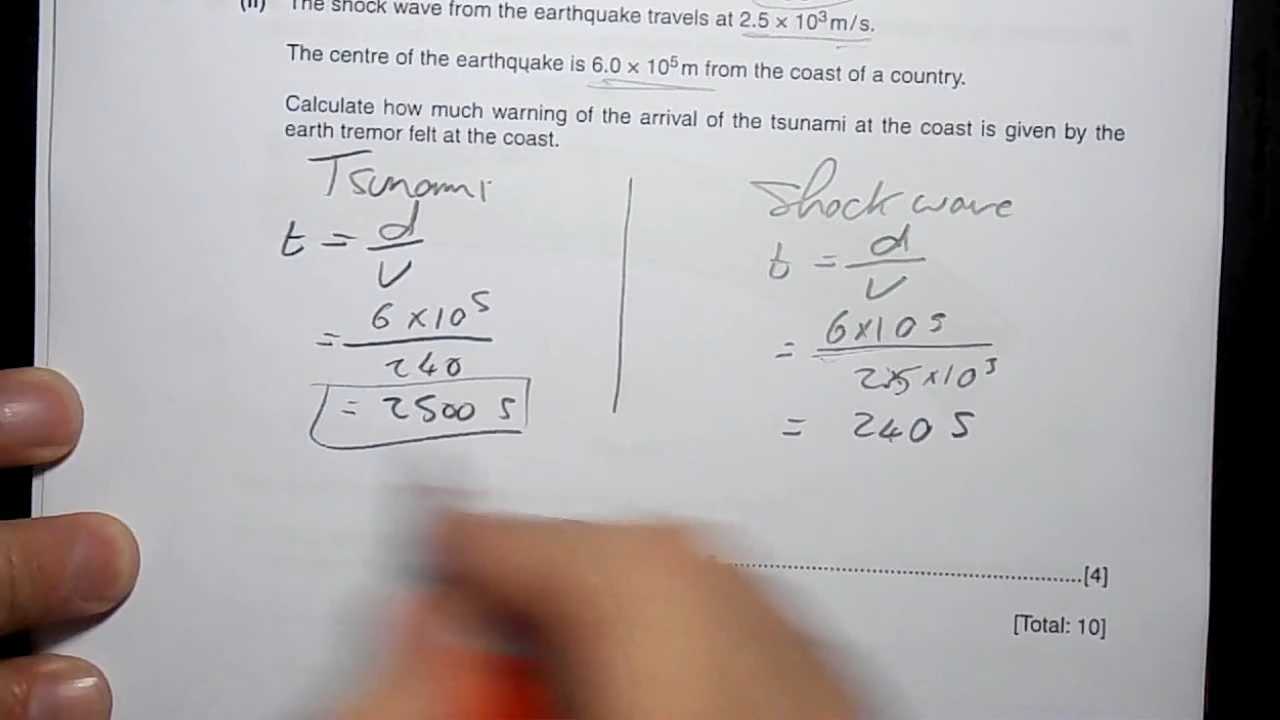 (ii) The shock wave from the earthquake travels at 2.5 × 10³ m/s.
The centre of the earthquake is 6.0 × 10⁵ m from the coast of a country.
Calculate how much warning of the arrival of the tsunami at the coast is given by the
earth tremor felt at the coast.
Tsunami
t = d/v
= 6 × 10⁵/240
= 2500 s
Shock wave
t = d/v
= 6 × 10⁵/2.5 × 10³
= 240 s
[4]
[Total: 10]